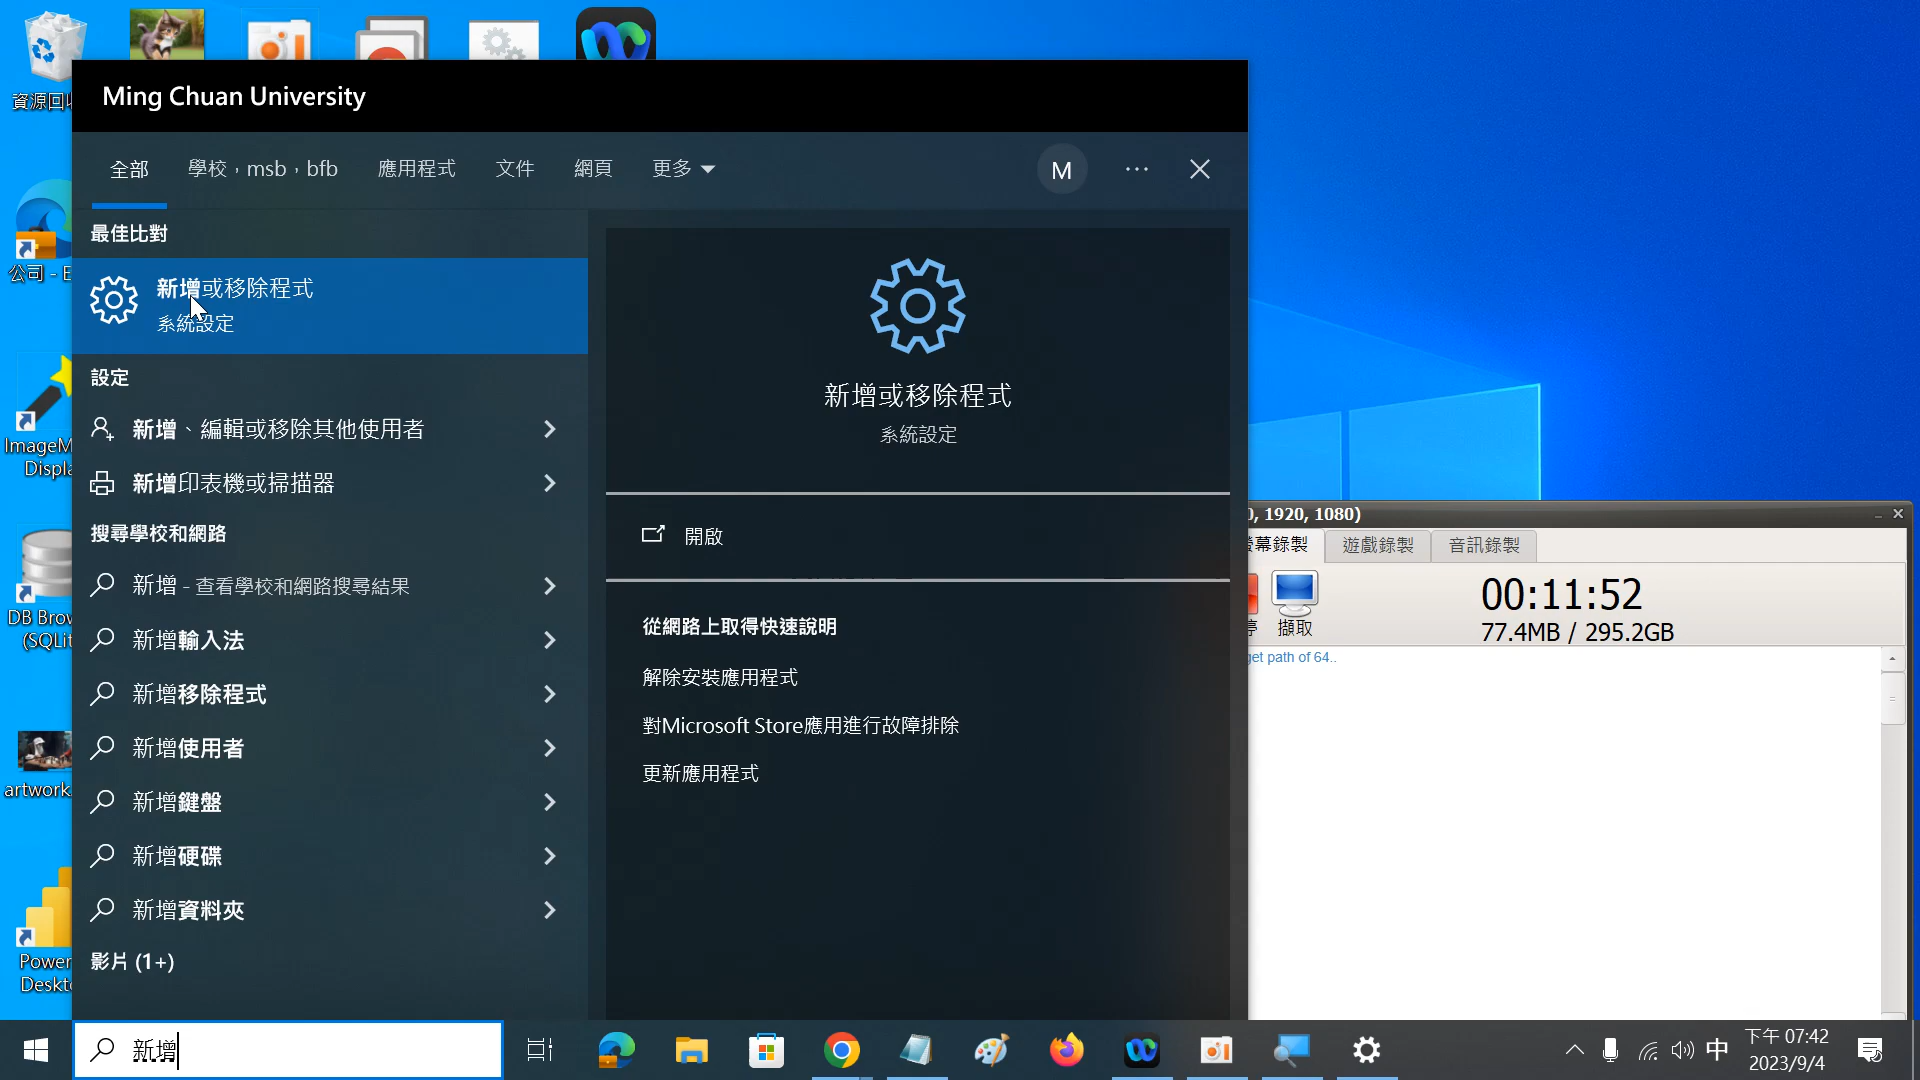 資源回
Ming Chuan University
全部
學校，msb，bfb
應用程式
文件
網頁
更多
M
最佳比對
新增或移除程式
系統設定
設定
新增、編輯或移除其他使用者
新增印表機或掃描器
搜尋學校和網路
新增 - 查看學校和網路搜尋結果
新增輸入法
新增移除程式
新增使用者
新增鍵盤
新增硬碟
新增資料夾
影片 (1+)
新增或移除程式
系統設定
開啟
從網路上取得快速說明
解除安裝應用程式
對Microsoft Store應用進行故障排除
更新應用程式
公司 - E
ImageM
Displa
DB Brow
(SQLit
artwork
Power
Deskto
0, 1920, 1080)
幕錄製
遊戲錄製
音訊錄製
擷取
00:11:52
77.4MB / 295.2GB
get path of 64..
新增
中
下午 07:42
2023/9/4